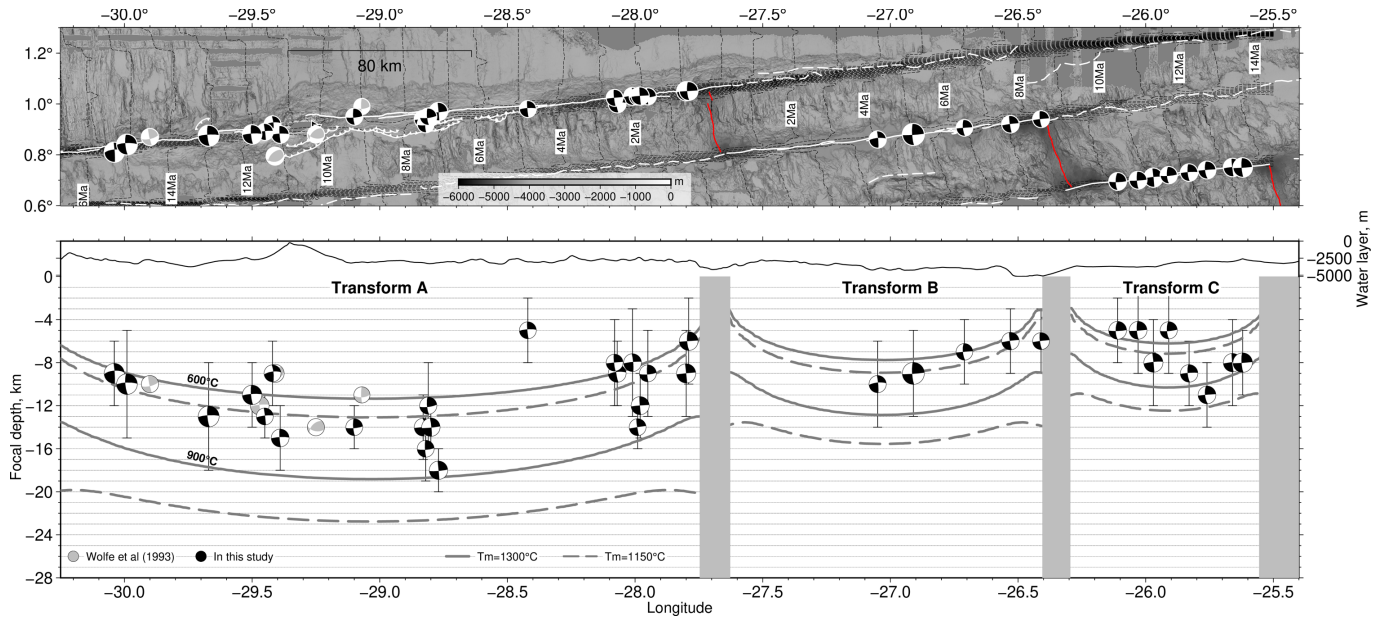 −30.0° −29.5° −29.0° −28.5° −28.0° −27.5° −27.0° −26.5° −26.0° −25.5°
1.2°
1.0°
0.8°
0.6°
80 km
6Ma 14Ma 12Ma 10Ma 8Ma 6Ma 4Ma 2Ma 2Ma 4Ma 6Ma 8Ma 10Ma 12Ma 14Ma
m
−6000 −5000 −4000 −3000 −2000 −1000 0
0
−2500
−5000
Water layer, m
Transform A Transform B Transform C
0
−4
−8
−12
−16
−20
−24
−28
Focal depth, km
600°C
900°C
Wolfe et al (1993) In this study Tm=1300°C Tm=1150°C
−30.0 −29.5 −29.0 −28.5 −28.0 −27.5 −27.0 −26.5 −26.0 −25.5
Longitude